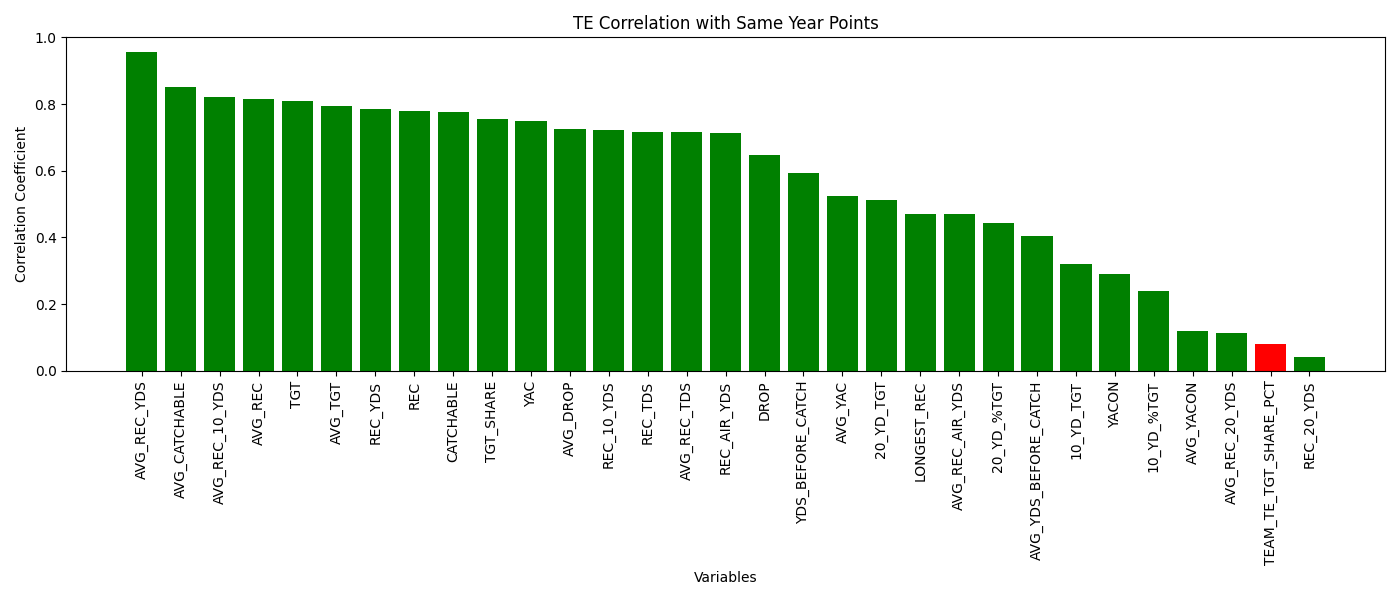 TE Correlation with Same Year Points
Correlation Coefficient
1.0
0.8
0.6
0.4
0.2
0.0
AVG_REC_YDS
AVG_CATCHABLE
AVG_REC_10_YDS
AVG_REC
TGT
AVG_TGT
REC_YDS
REC
CATCHABLE
TGT_SHARE
YAC
AVG_DROP
REC_10_YDS
REC_TDS
AVG_REC_TDS
REC_AIR_YDS
DROP
YDS_BEFORE_CATCH
AVG_YAC
20_YD_TGT
LONGEST_REC
AVG_REC_AIR_YDS
20_YD_%TGT
AVG_YDS_BEFORE_CATCH
10_YD_TGT
YACON
10_YD_%TGT
AVG_YACON
AVG_REC_20_YDS
TEAM_TE_TGT_SHARE_PCT
REC_20_YDS
Variables